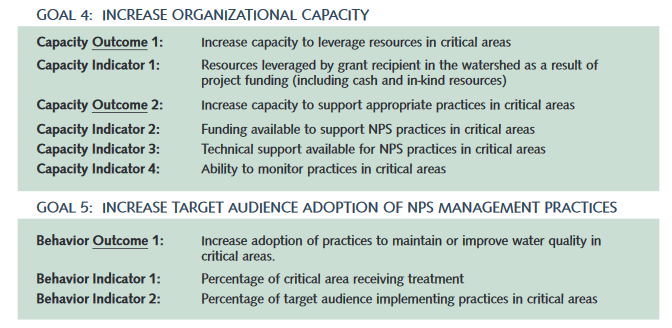 GOAL 4: INCREASE ORGANIZATIONAL CAPACITY
Capacity Outcome 1: Increase capacity to leverage resources in critical areas
Capacity Indicator 1: Resources leveraged by grant recipient in the watershed as a result of
project funding (including cash and in-kind resources)
Capacity Outcome 2: Increase capacity to support appropriate practices in critical areas
Capacity Indicator 2: Funding available to support NPS practices in critical areas
Capacity Indicator 3: Technical support available for NPS practices in critical areas
Capacity Indicator 4: Ability to monitor practices in critical areas
GOAL 5: INCREASE TARGET AUDIENCE ADOPTION OF NPS MANAGEMENT PRACTICES
Behavior Outcome 1: Increase adoption of practices to maintain or improve water quality in
critical areas.
Behavior Indicator 1: Percentage of critical area receiving treatment
Behavior Indicator 2: Percentage of target audience implementing practices in critical areas